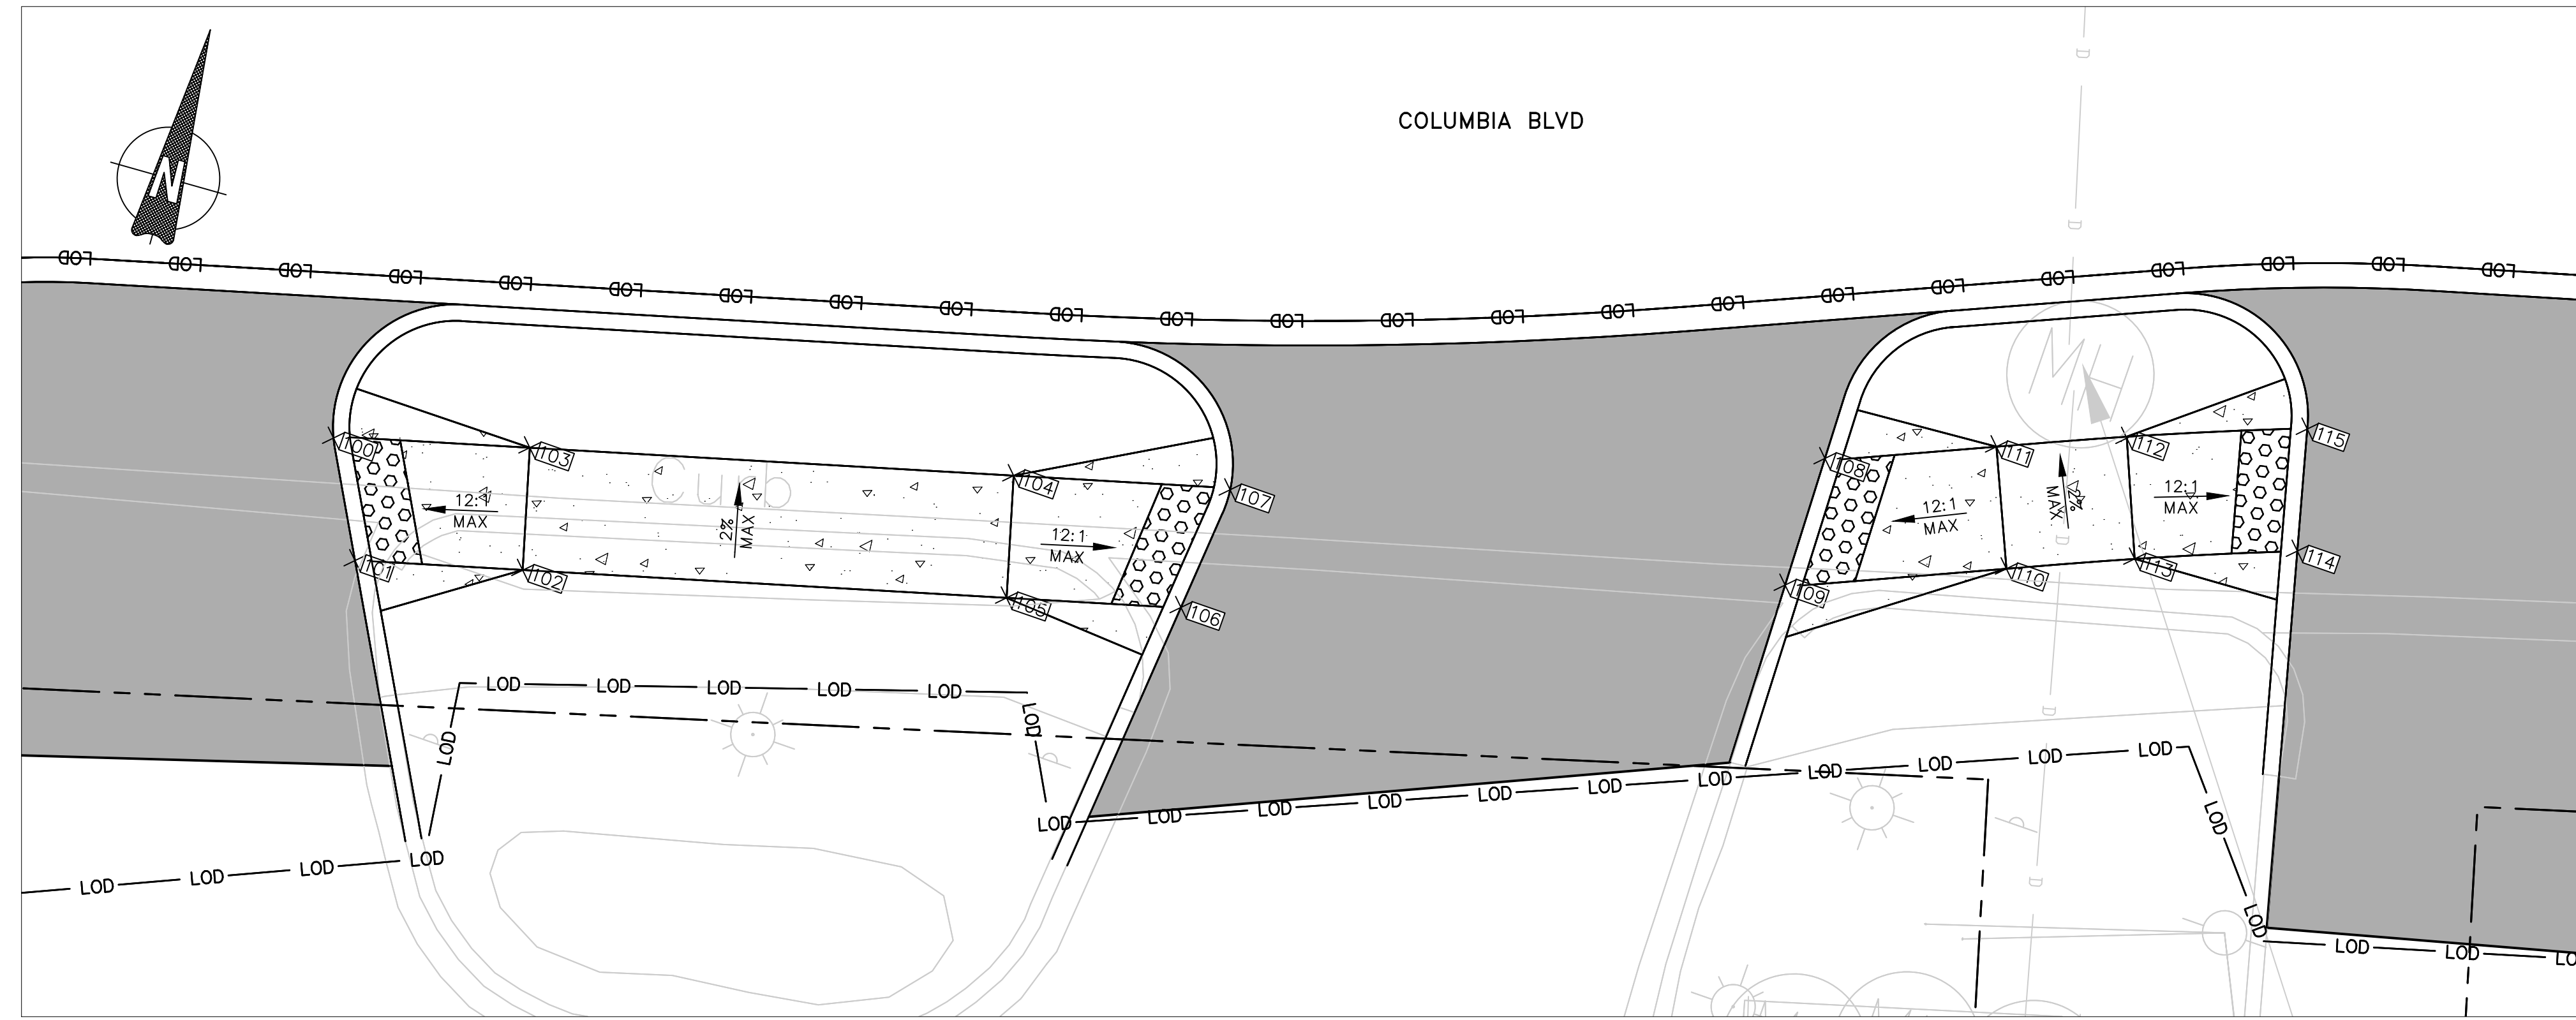 N
COLUMBIA BLVD
LOD LOD LOD LOD LOD LOD LOD LOD LOD LOD LOD LOD LOD LOD LOD LOD LOD LOD LOD LOD LOD LOD LOD
D
D
MH
100
103
Curb
104
107
108
111
112
115
12:1
MAX
2%
MAX
12:1
MAX
12:1
MAX
2%
MAX
12:1
MAX
101
102
105
106
109
110
113
114
D
LOD LOD LOD LOD LOD
LOD
LOD
D
LOD LOD LOD LOD LOD LOD LOD LOD LOD LOD LOD
LOD
LOD
LOD LOD LOD LOD
D
LOD LOD LO